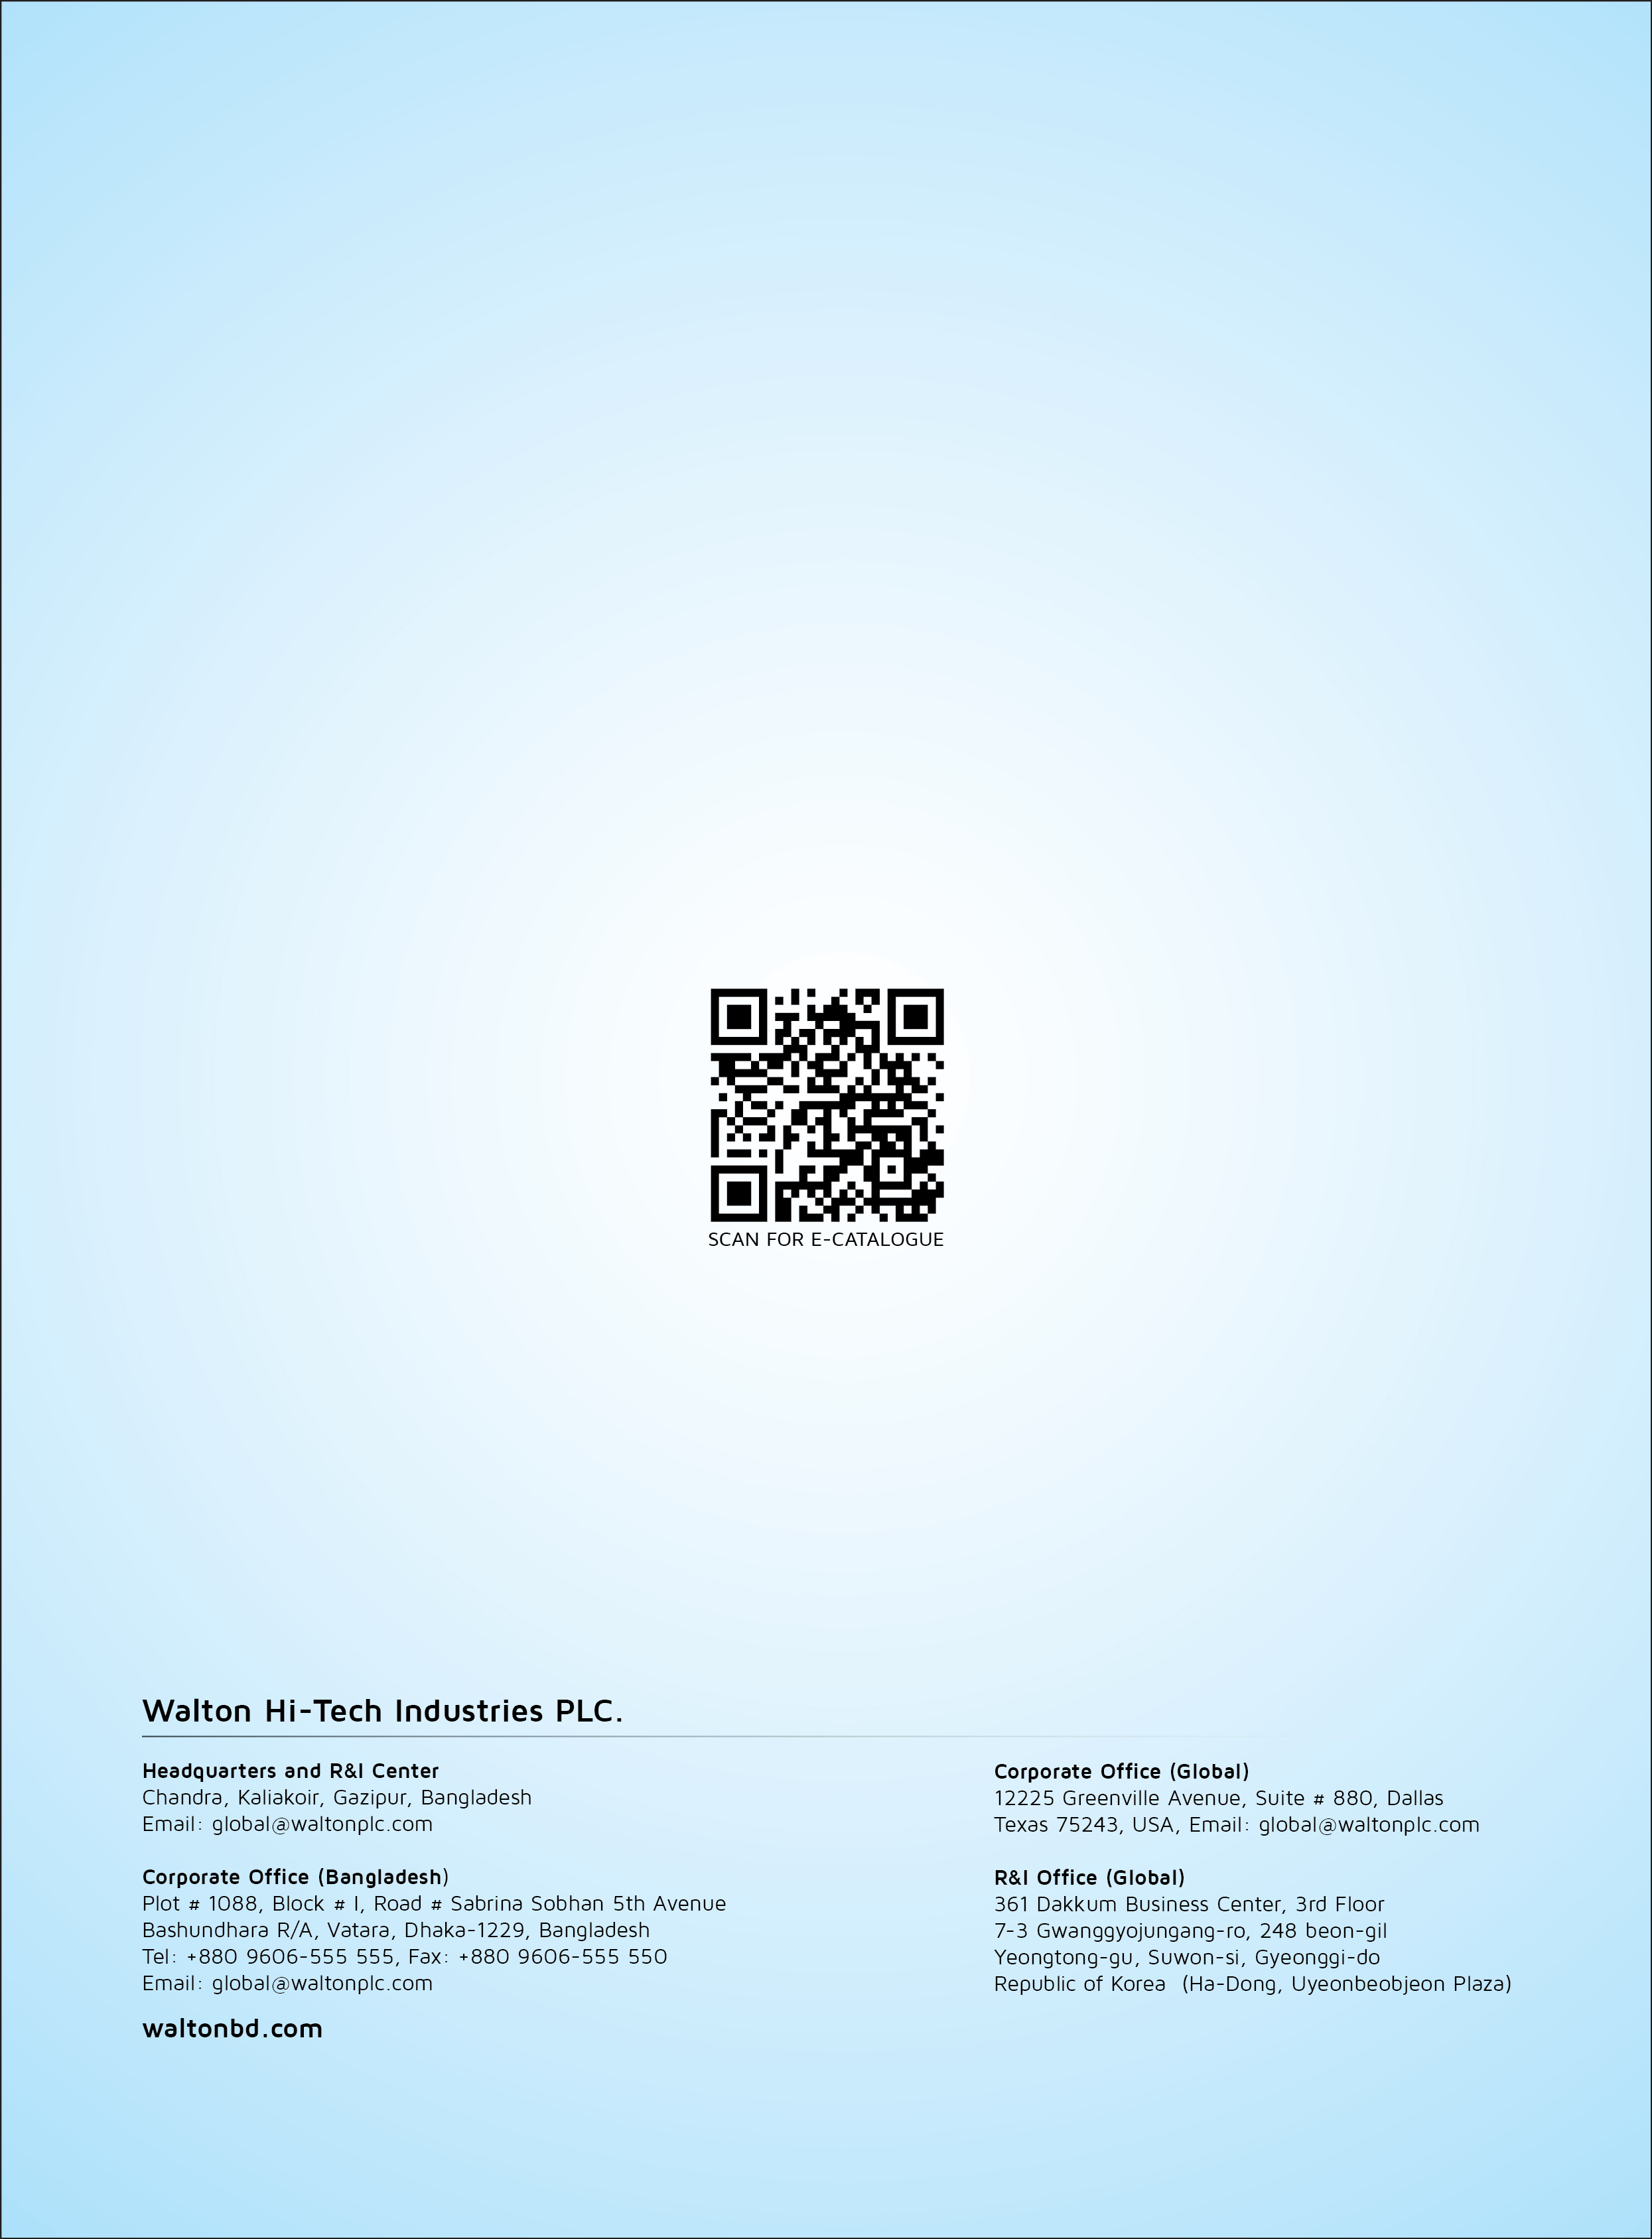 SCAN FOR E-CATALOGUE
Walton Hi-Tech Industries PLC.
Headquarters and R&I Center
Chandra, Kaliakoir, Gazipur, Bangladesh
Email: global@waltonplc.com
Corporate Office (Bangladesh)
Plot # 1088, Block # I, Road # Sabrina Sobhan 5th Avenue
Bashundhara R/A, Vatara, Dhaka-1229, Bangladesh
Tel: +880 9606-555 555, Fax: +880 9606-555 550
Email: global@waltonplc.com
waltonbd.com
Corporate Office (Global)
12225 Greenville Avenue, Suite # 880, Dallas
Texas 75243, USA, Email: global@waltonplc.com
R&I Office (Global)
361 Dakkum Business Center, 3rd Floor
7-3 Gwanggyojungang-ro, 248 beon-gil
Yeongtong-gu, Suwon-si, Gyeonggi-do
Republic of Korea  (Ha-Dong, Uyeonbeobjeon Plaza)